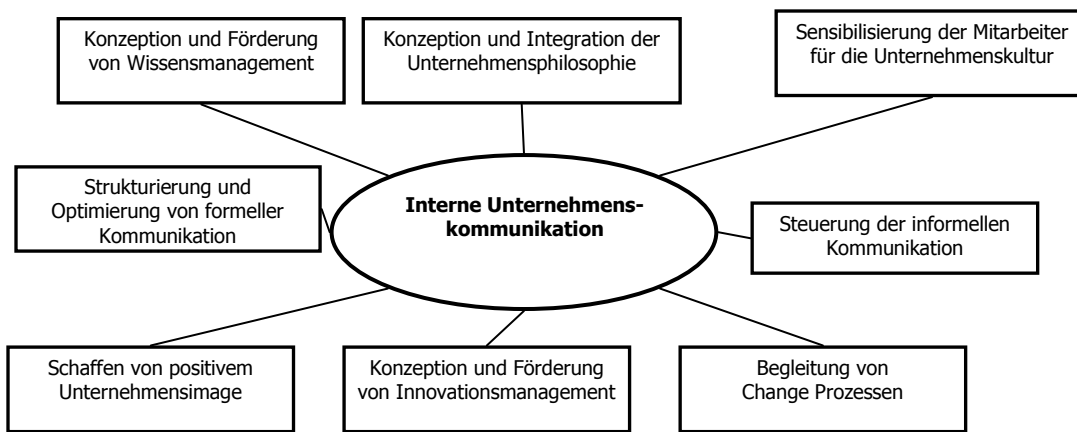 Konzeption und Förderung
von Wissensmanagement
Konzeption und Integration der
Unternehmensphilosophie
Sensibilisierung der Mitarbeiter
für die Unternehmenskultur
Strukturierung und
Optimierung von formeller
Kommunikation
Interne Unternehmens-
kommunikation
Steuerung der informellen
Kommunikation
Schaffen von positivem
Unternehmensimage
Konzeption und Förderung
von Innovationsmanagement
Begleitung von
Change Prozessen